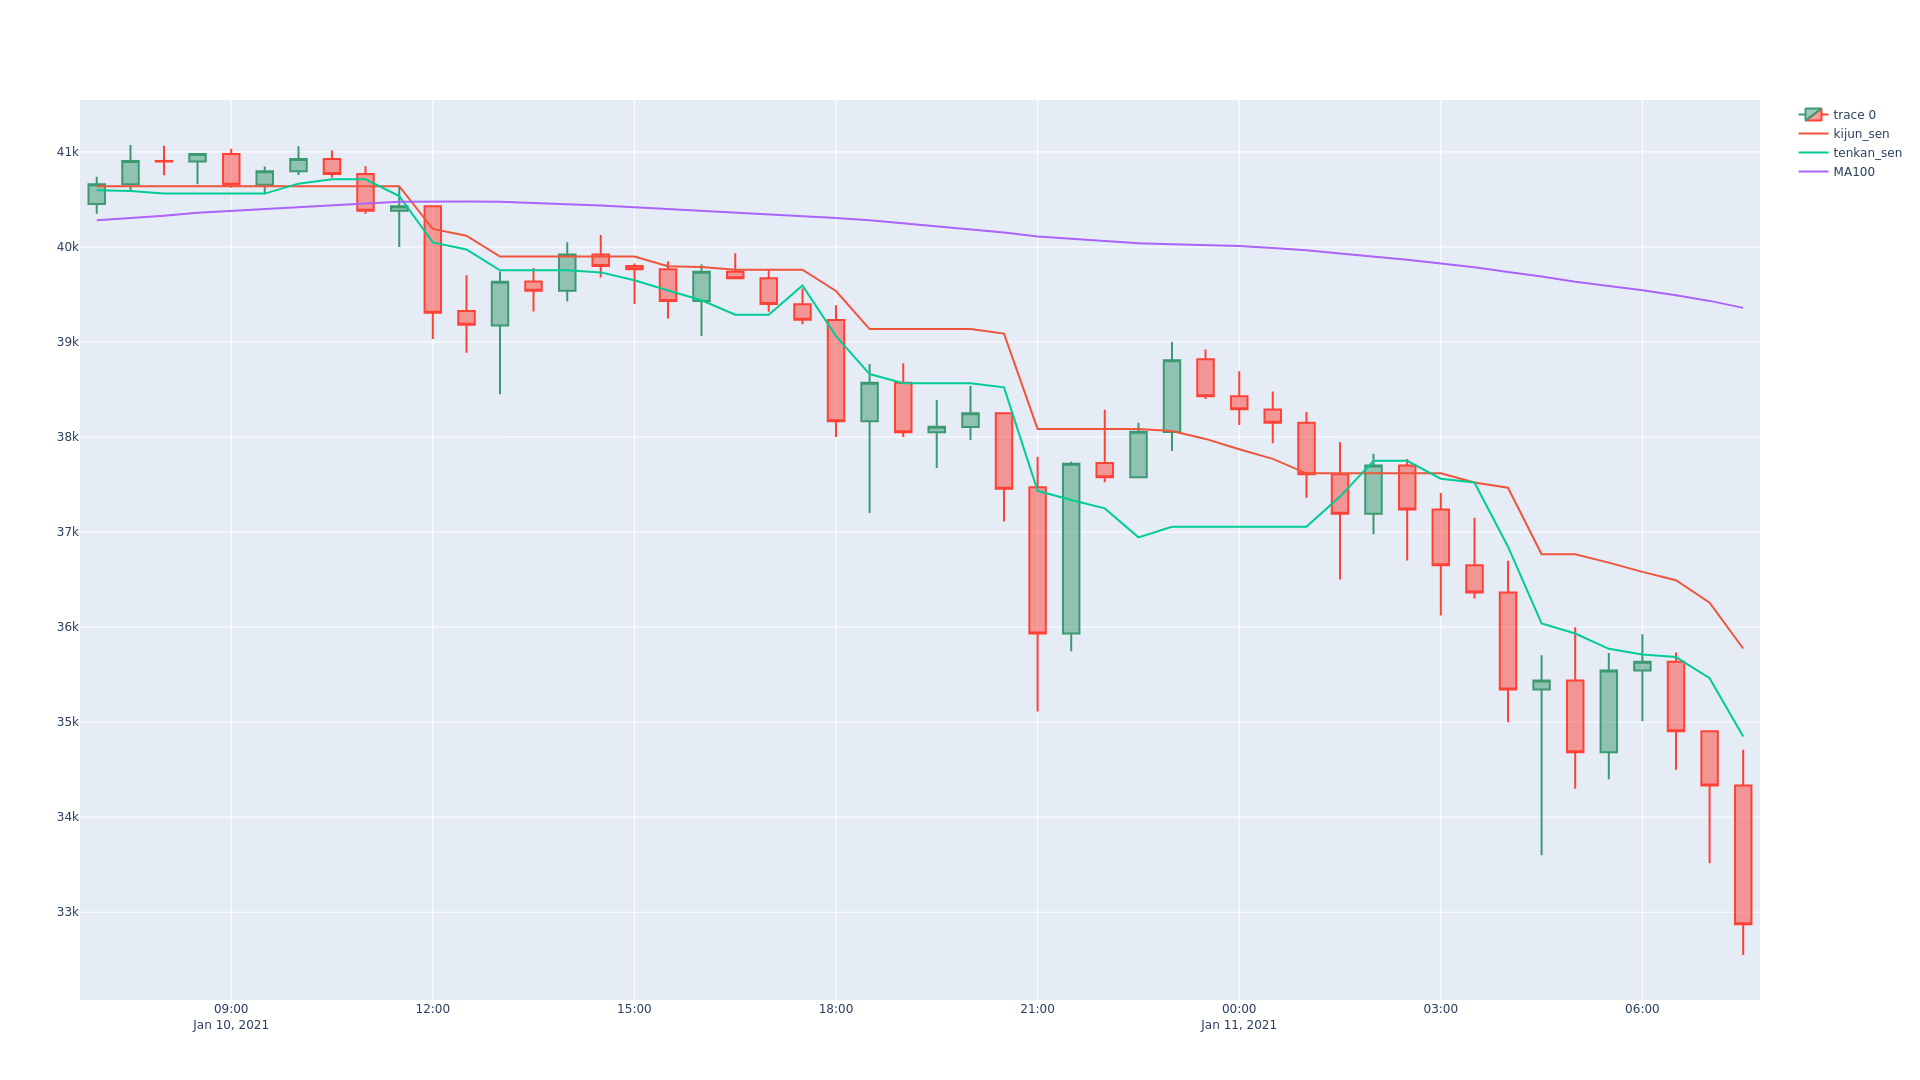 trace 0
kijun_sen
tenkan_sen
MA100
41k
40k
39k
38k
37k
36k
35k
34k
33k
09:00 12:00 15:00 18:00 21:00 00:00 03:00 06:00
Jan 10, 2021 Jan 11, 2021